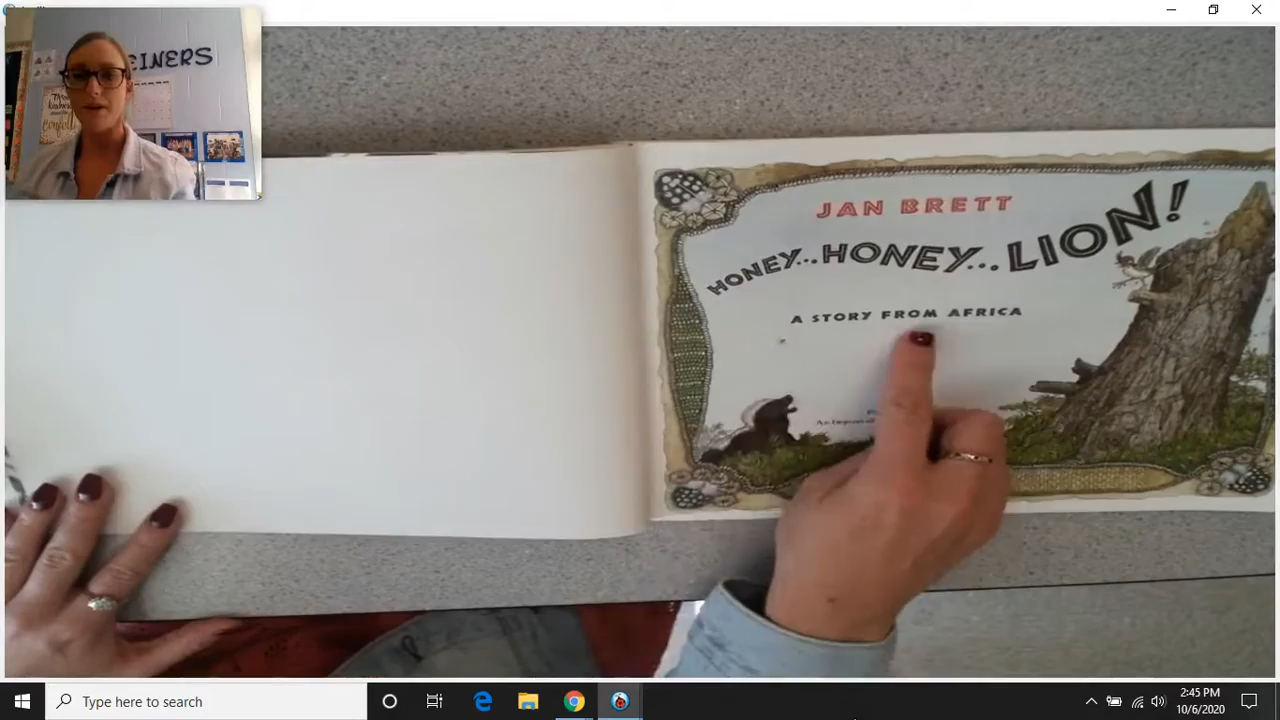 EINERS
confetti
JAN BRETT
HONEY...HONEY...LION!
A STORY FROM AFRICA
Type here to search
2:45 PM
10/6/2020